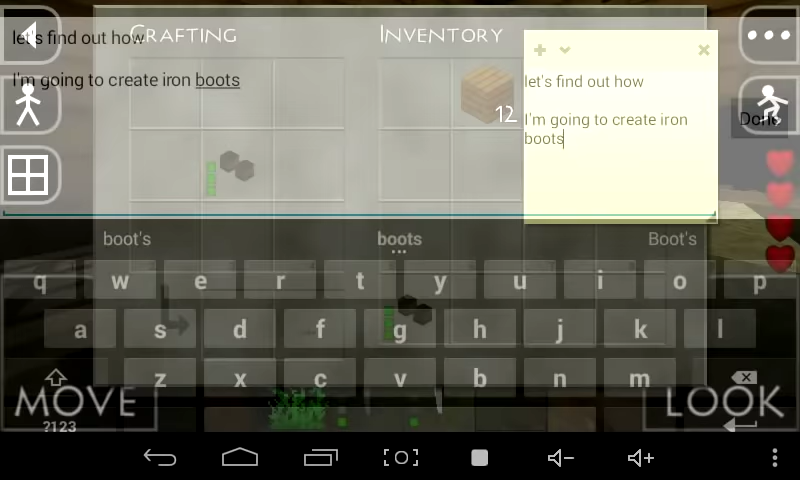 let's find out how
CRAFTING
INVENTORY
I'm going to create iron boots
let's find out how
I'm going to create iron
boots
12
Done
boot's boots Boot's
q w e r t y u i o p
a s d f g h j k l
z x c v b n m
MOVE
LOOK
?123